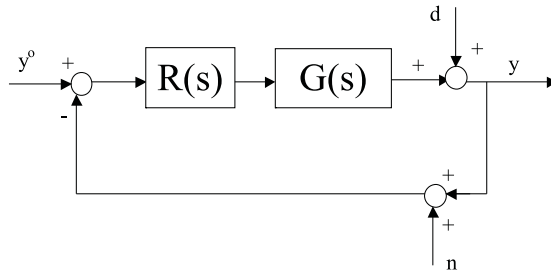 d
y° + R(s) G(s) + + y
-
+
+
n